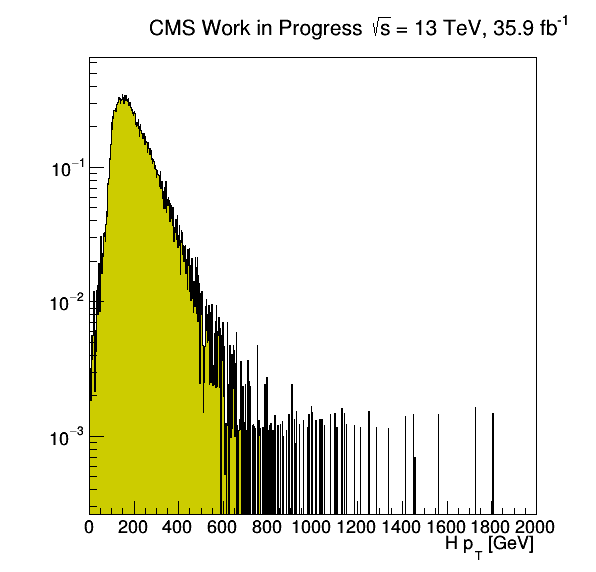 CMS Work in Progress √s = 13 TeV, 35.9 fb⁻¹
10⁻¹
10⁻²
10⁻³
0 200 400 600 800 1000 1200 1400 1600 1800 2000
H p_T [GeV]